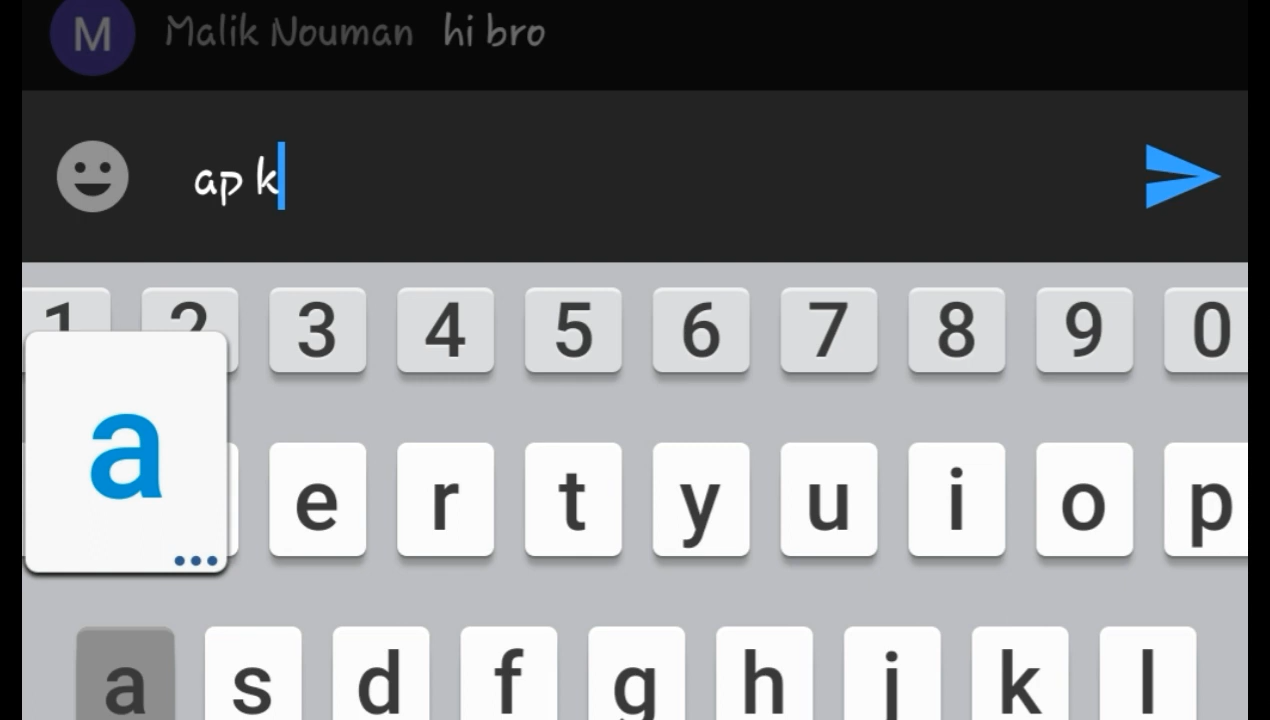 M Malik Nouman hi bro
ap k
1 2 3 4 5 6 7 8 9 0
a
e r t y u i o p
a s d f g h j k l